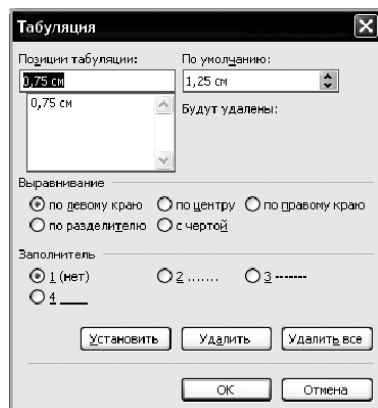 Табуляция
Позиции табуляции: По умолчанию:
0,75 см 1,25 см
0,75 см Будут удалены:
Выравнивание
по левому краю по центру по правому краю
по разделителю с чертой
Заполнитель
1 (нет) 2 ....... 3 -------
4 ____
Установить Удалить Удалить все
ОК Отмена